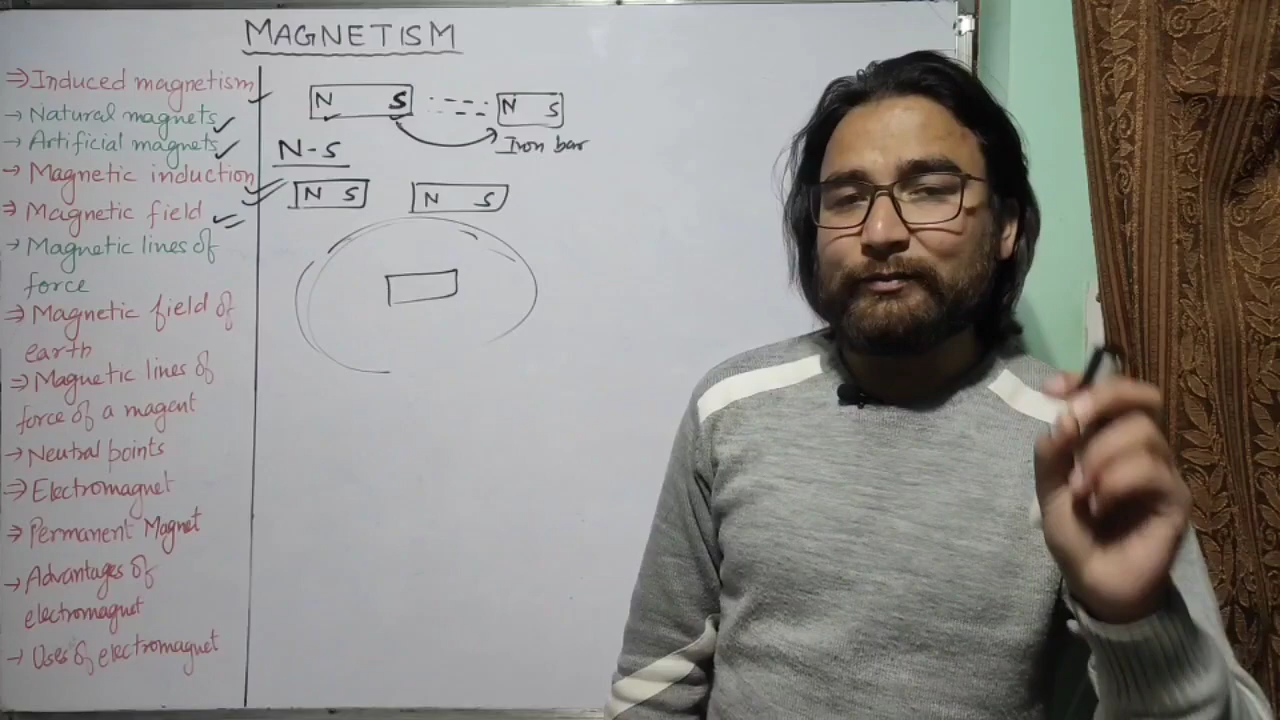 MAGNETISM
⇒ Induced magnetism
→ Natural magnets
→ Artificial magnets
→ Magnetic induction
⇒ Magnetic field
→ Magnetic lines of
force
⇒ Magnetic field of
earth
⇒ Magnetic lines of
force of a magent
→ Neutral points
⇒ Electromagnet
→ Permanent Magnet
→ Advantages of
electromagnet
→ Uses of electromagnet
N S N S
Iron bar
N-S
N S N S